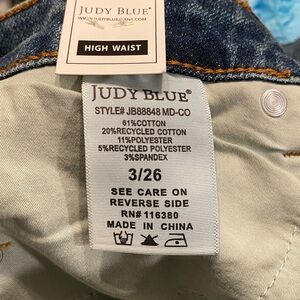 JUDY BLUE®
WWW.JUDYBLUEJEANS.COM
HIGH WAIST
JUDY BLUE®
STYLE# JB88848 MD-CO
61%COTTON
20%RECYCLED COTTON
11%POLYESTER
5%RECYCLED POLYESTER
3%SPANDEX
3/26
SEE CARE ON
REVERSE SIDE
RN# 116380
MADE IN CHINA